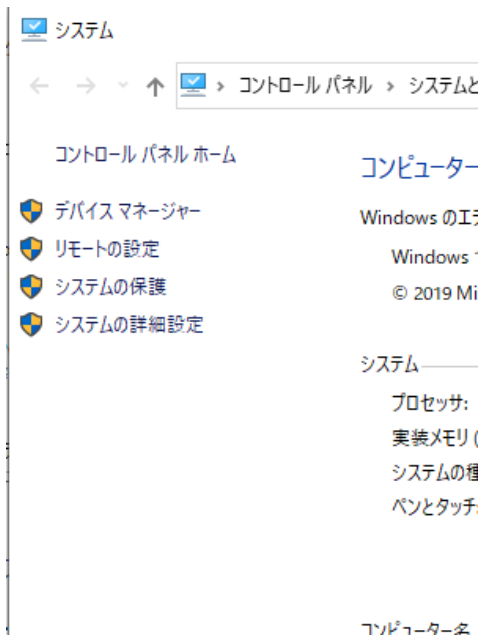 システム
コントロール パネル › システムと
コントロール パネル ホーム
デバイス マネージャー
リモートの設定
システムの保護
システムの詳細設定
コンピューター
Windows のエデ
Windows 1
© 2019 Mi
システム
プロセッサ:
実装メモリ (
システムの種
ペンとタッチ:
コンピューター名